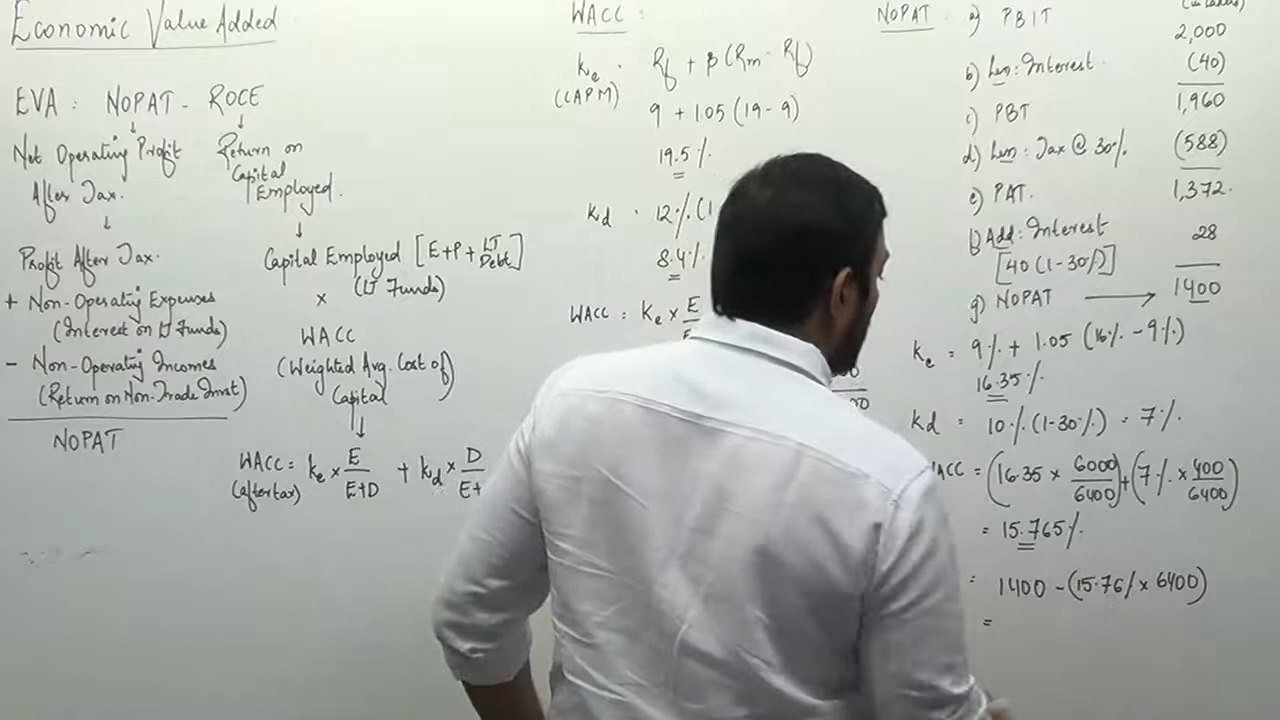 Economic Value Added
EVA : NOPAT - ROCE
↓ ↓
Net Operating Profit
After Tax.
Return on
Capital
Employed.
↓ ↓
Profit After Tax.
+ Non-Operating Expenses
(Interest on LT Funds)
- Non-Operating Incomes
(Return on Non-Trade Invst)
NOPAT
Capital Employed [E+P+LT Debt]
(LT Funds)
×
WACC
(Weighted Avg. Cost of)
Capital
↓
WACC = ke × E/E+D + kd × D/E+
(after tax)
WACC :
ke = Rf + β (Rm - Rf)
(CAPM)
9 + 1.05 (19 - 9)
19.5%
kd = 12% (1
8.4%
WACC = Ke × E
NOPAT : a) PBIT 2,000
b) Less: Interest (40)
c) PBT 1,960
d) Less: Tax @ 30% (588)
e) PAT. 1,372.
f) Add: Interest 28
[40 (1-30%)]
g) NOPAT → 1400
Ke = 9% + 1.05 (16% - 9%)
16.35%
Kd = 10% (1-30%) = 7%
WACC = (16.35 × 6000/6400) + (7% × 400/6400)
= 15.765%
= 1400 - (15.76% × 6400)
=